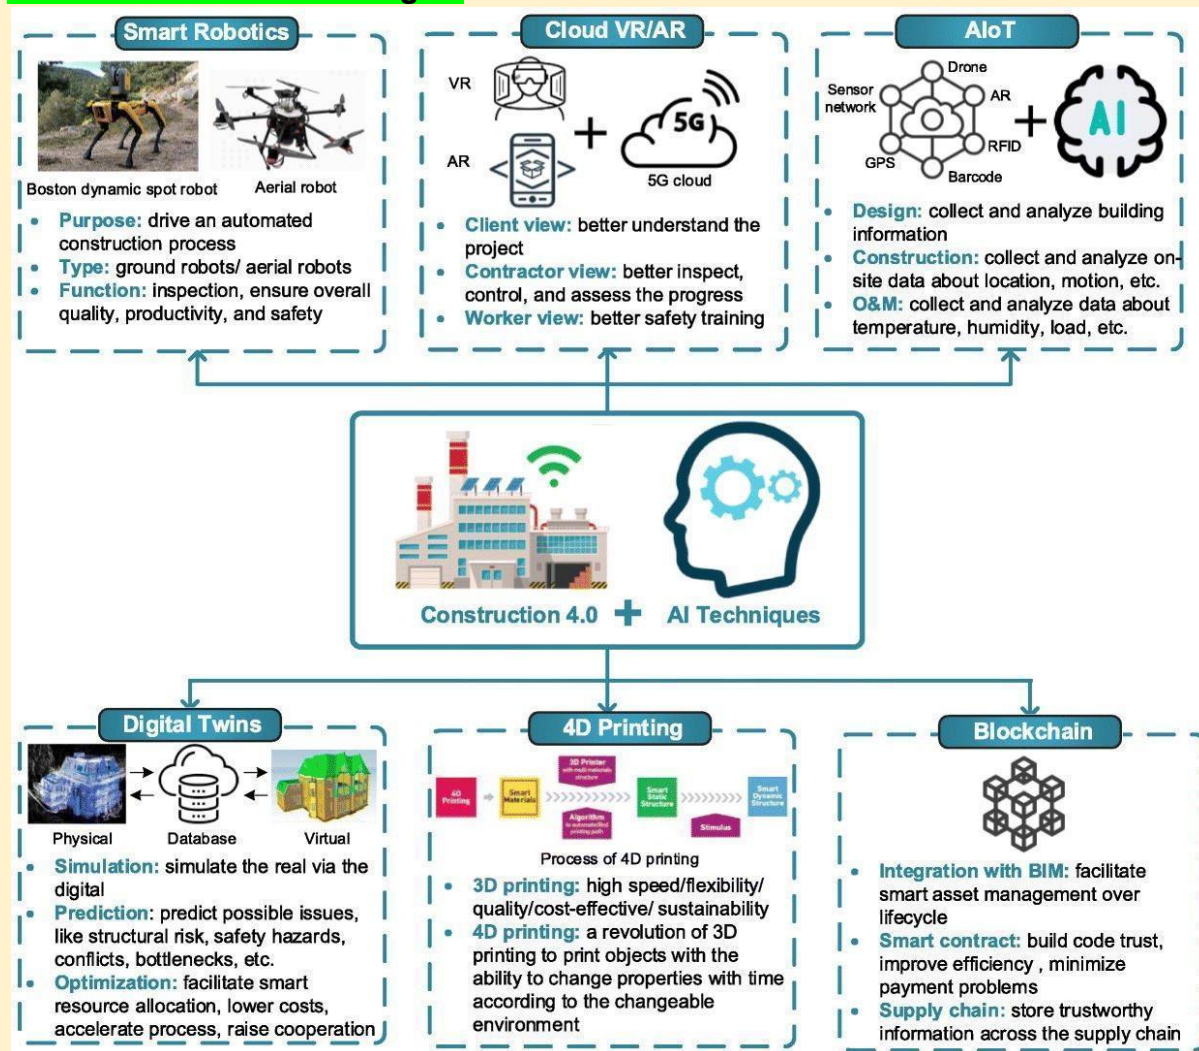 Smart Robotics
Boston dynamic spot robot
Aerial robot
• Purpose: drive an automated
construction process
• Type: ground robots/ aerial robots
• Function: inspection, ensure overall
quality, productivity, and safety
Cloud VR/AR
VR
AR
5G
5G cloud
• Client view: better understand the
project
• Contractor view: better inspect,
control, and assess the progress
• Worker view: better safety training
AIoT
Drone
Sensor
network
AR
RFID
GPS
Barcode
AI
• Design: collect and analyze building
information
• Construction: collect and analyze on-
site data about location, motion, etc.
• O&M: collect and analyze data about
temperature, humidity, load, etc.
Construction 4.0 + AI Techniques
Digital Twins
Physical
Database
Virtual
• Simulation: simulate the real via the
digital
• Prediction: predict possible issues,
like structural risk, safety hazards,
conflicts, bottlenecks, etc.
• Optimization: facilitate smart
resource allocation, lower costs,
accelerate process, raise cooperation
4D Printing
4D
Printing
Smart
Materials
3D Printer
with multi materials
structure
Algorithm
printing path
Smart
Static
Structure
Stimulus
Smart
Dynamic
Structure
Process of 4D printing
• 3D printing: high speed/flexibility/
quality/cost-effective/ sustainability
• 4D printing: a revolution of 3D
printing to print objects with the
ability to change properties with time
according to the changeable
environment
Blockchain
• Integration with BIM: facilitate
smart asset management over
lifecycle
• Smart contract: build code trust,
improve efficiency , minimize
payment problems
• Supply chain: store trustworthy
information across the supply chain